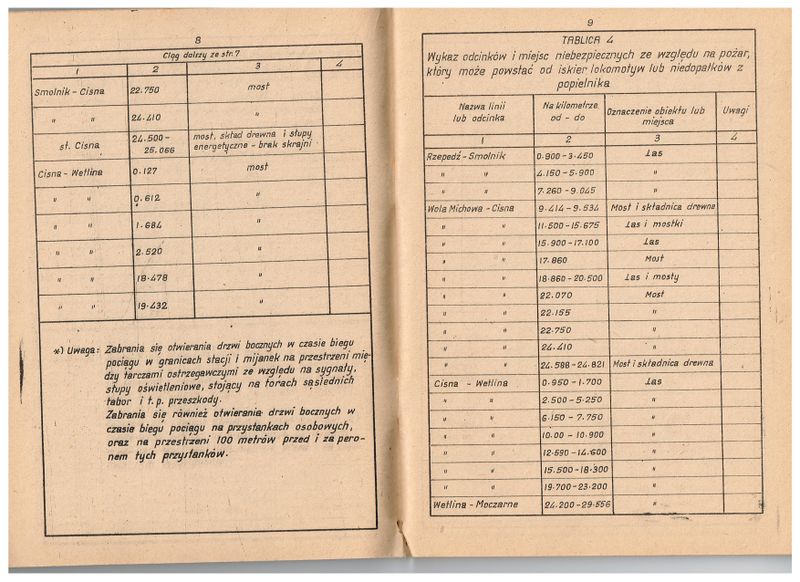 8
Ciąg dalszy ze str. 7
1 2 3 4
Smolnik - Cisna 22.750 most
" " 24.410
st. Cisna 24.500 - 25.066 most, skład drewna i słupy energetyczne - brak skrajni
Cisna - Wetlina 0.127 most
" " 0.612 "
" " 1.684 "
" " 2.520 "
" " 18.478 "
" " 19.432 "
*) Uwaga: Zabrania się otwierania drzwi bocznych w czasie biegu
pociągu w granicach stacji i mijanek na przestrzeni mię-
dzy tarczami ostrzegawczymi ze względu na sygnały,
słupy oświetleniowe, stojący na torach sąsiednich
tabor i t.p. przeszkody.
Zabrania się również otwierania drzwi bocznych w
czasie biegu pociągu na przystankach osobowych,
oraz na przestrzeni 100 metrów przed i za pero-
nem tych przystanków.
9
TABLICA 4
Wykaz odcinków i miejsc niebezpiecznych ze względu na pożar,
który może powstać od iskier lokomotyw lub niedopałków z
popielnika
Nazwa linii lub odcinka Na kilometrze od - do Oznaczenie obiektu lub miejsca Uwagi
1 2 3 4
Rzepedź - Smolnik 0.900 - 3.450 Las
" " 4.150 - 5.900 "
" " 7.260 - 9.045 "
Wola Michowa - Cisna 9.414 - 9.534 Most i składnica drewna
" " 11.500 - 15.675 Las i mostki
" " 15.900 - 17.100 Las
" " 17.860 Most
" " 18.860 - 20.500 Las i mosty
" " 22.070 Most
" " 22.155 "
" " 22.750 "
" " 24.410 "
" " 24.588 - 24.821 Most i składnica drewna
Cisna - Wetlina 0.950 - 1.700 Las
" " 2.500 - 5.250 "
" " 6.150 - 7.750 "
" " 10.00 - 10.900 "
" " 12.590 - 14.600 "
" " 15.500 - 18.300 "
" " 19.700 - 23.200 "
Wetlina - Moczarne 24.200 - 29.556 "